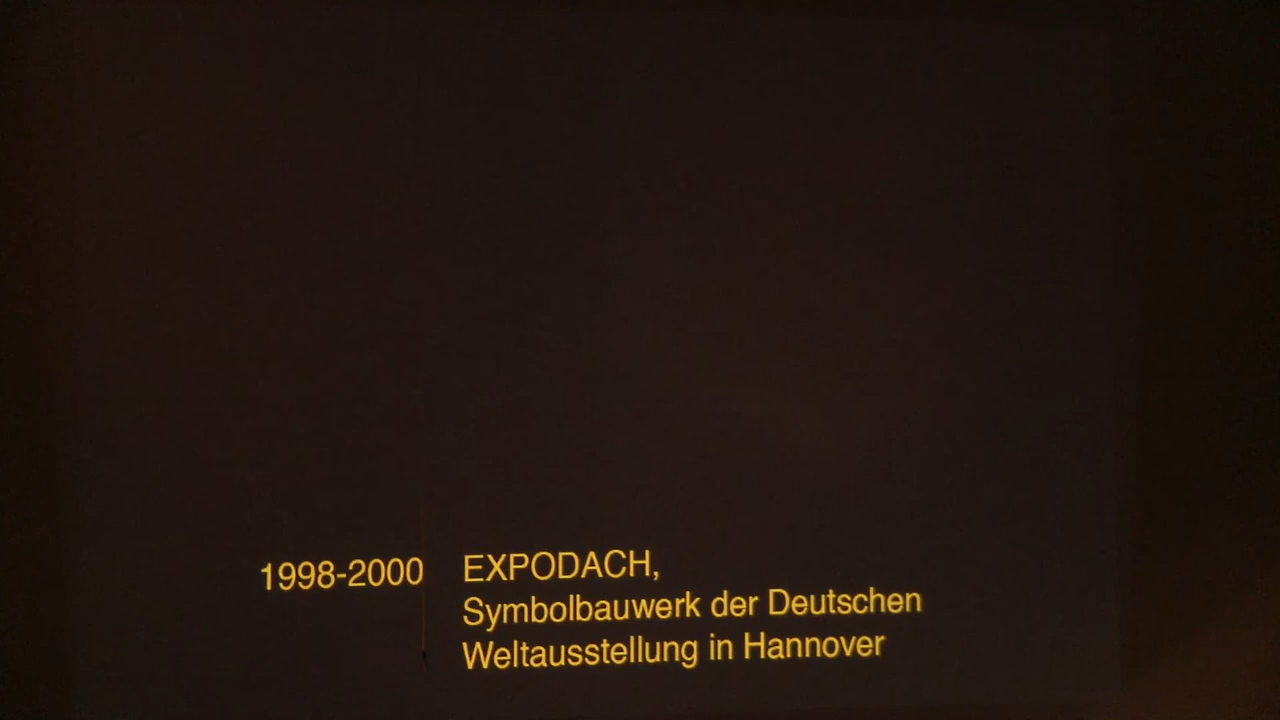 1998-2000 EXPODACH,
Symbolbauwerk der Deutschen
Weltausstellung in Hannover